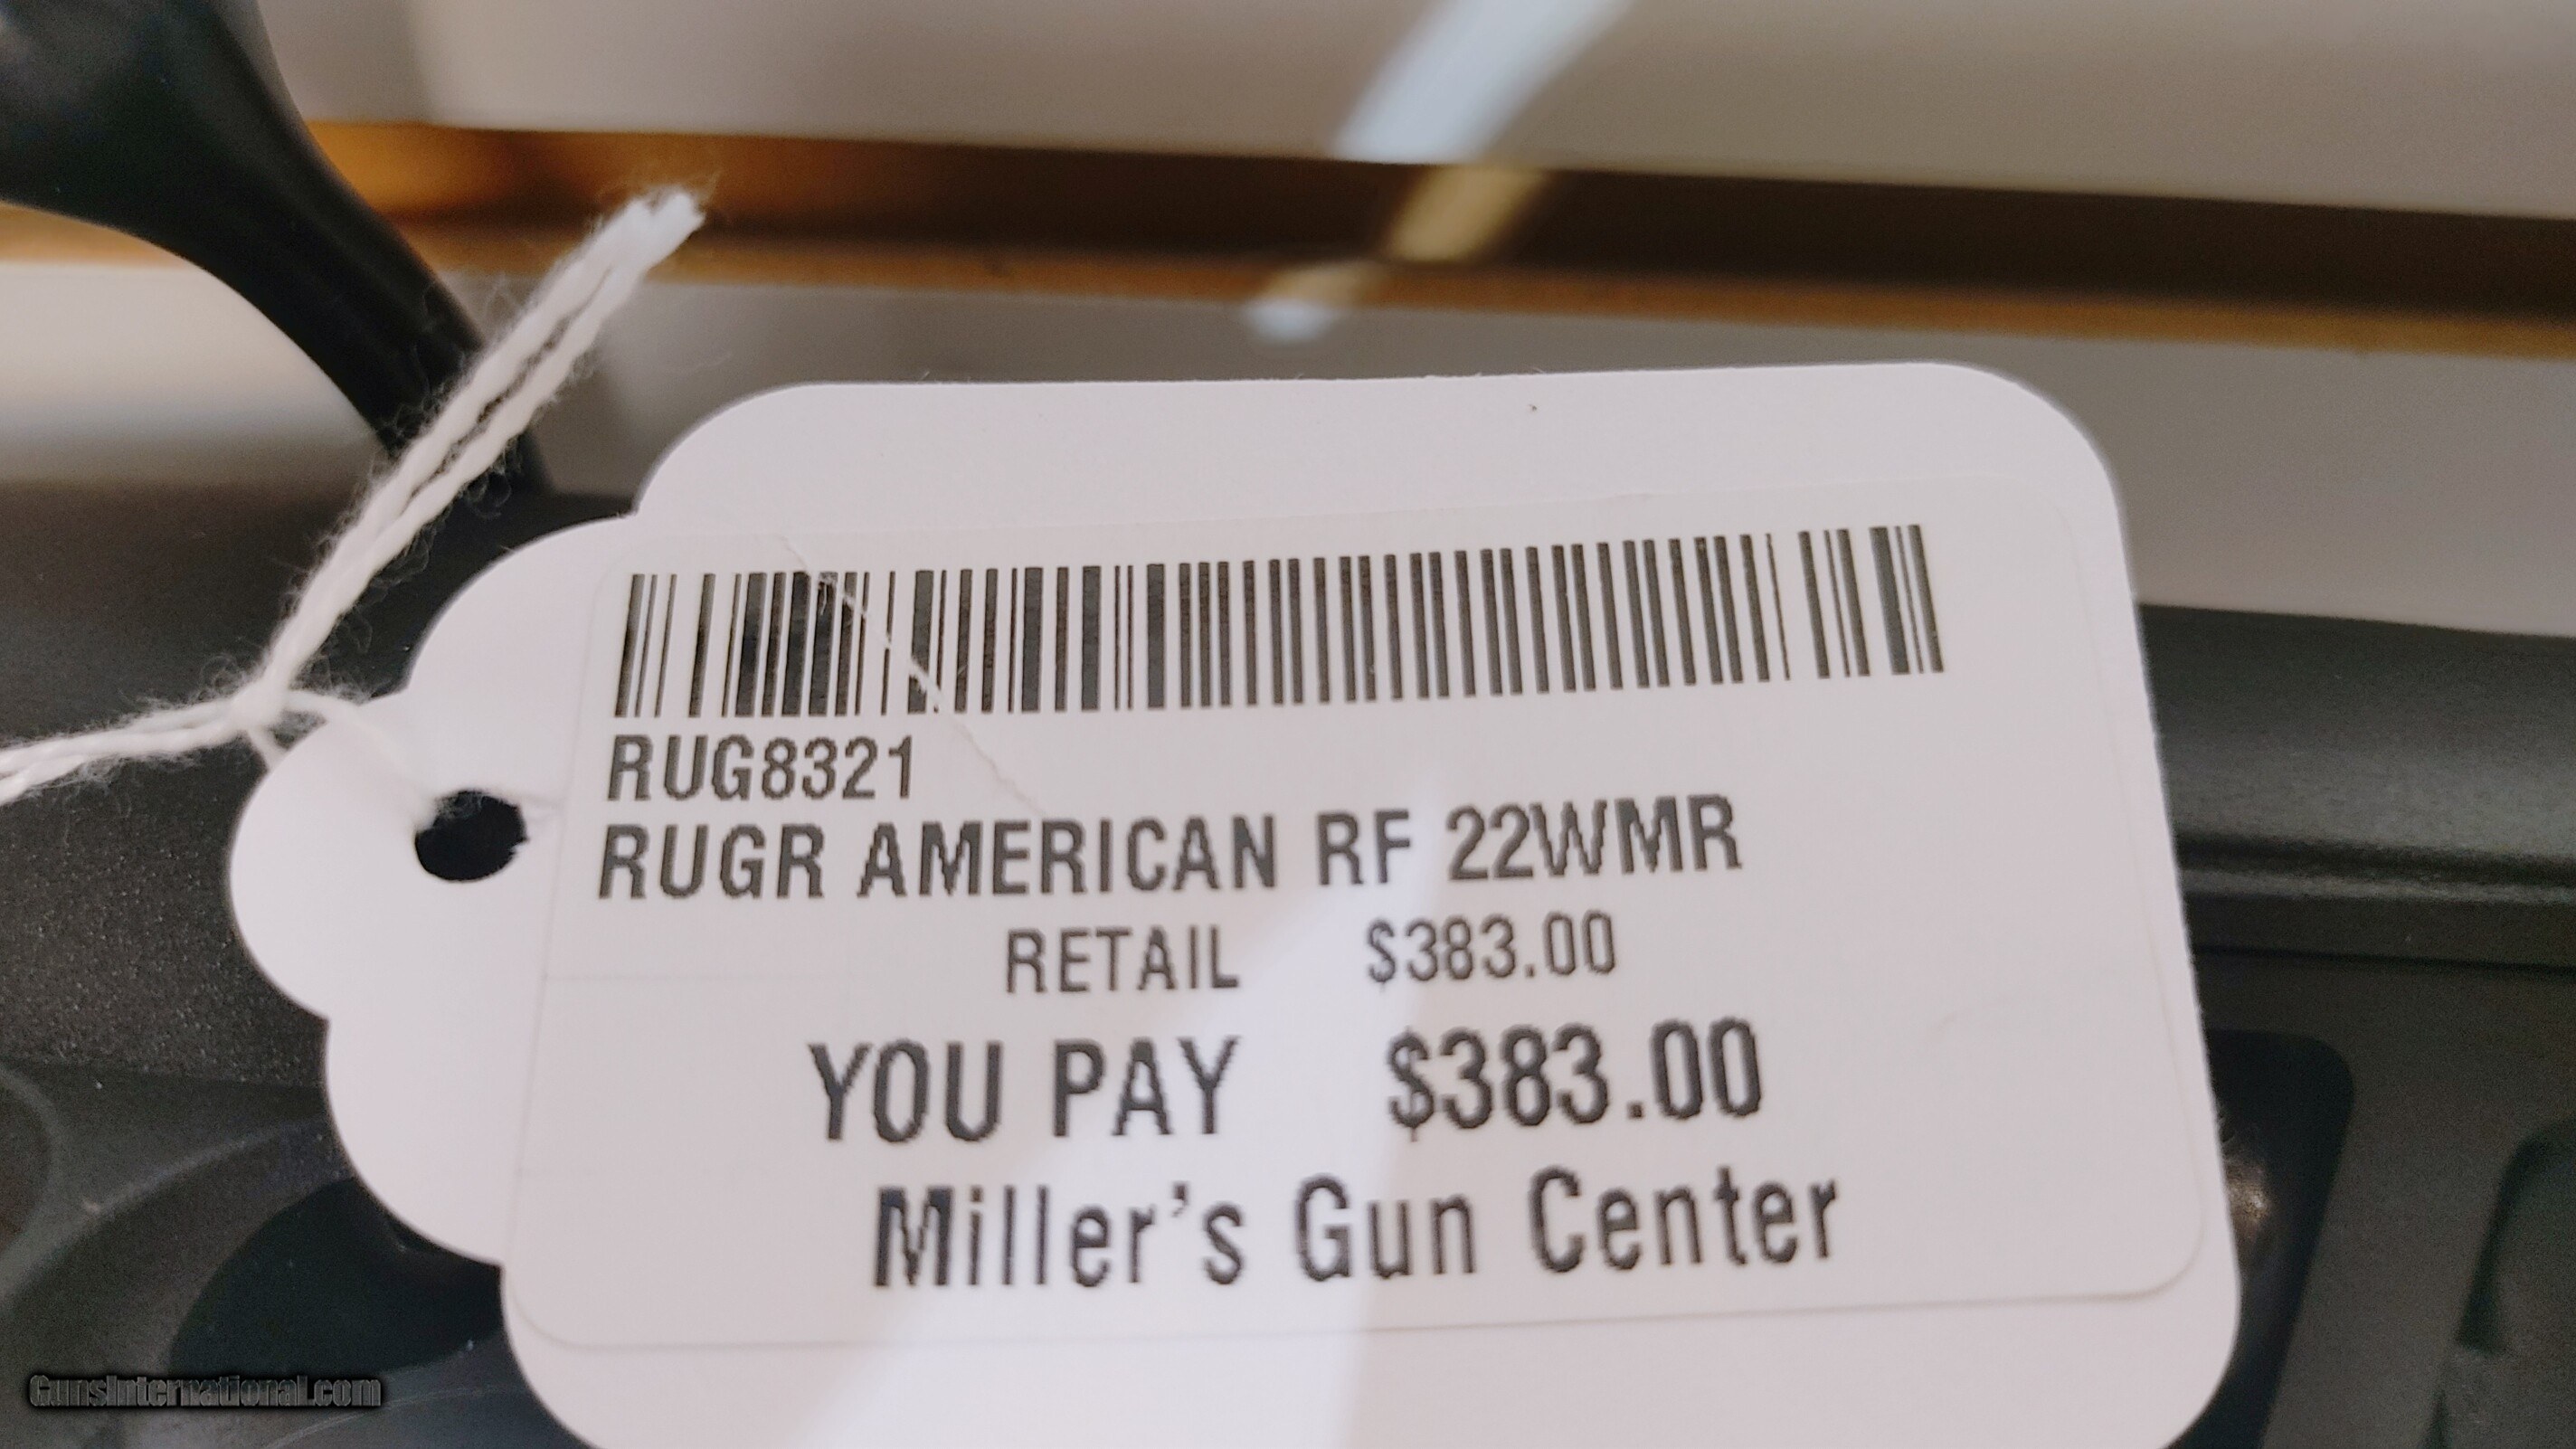 RUG8321
RUGR AMERICAN RF 22WMR
RETAIL $383.00
YOU PAY $383.00
Miller's Gun Center
GunsInternational.com